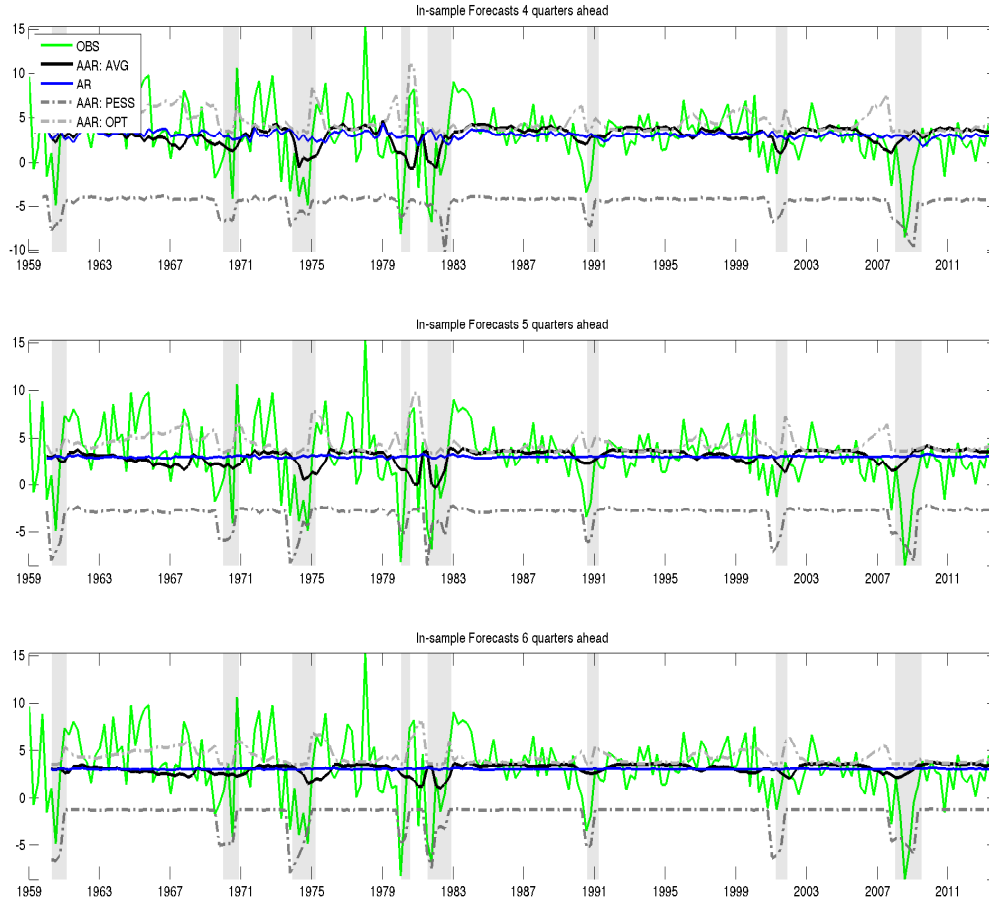 In-sample Forecasts 4 quarters ahead
15
10
5
0
-5
-10
OBS
AAR: AVG
AR
AAR: PESS
AAR: OPT
1959 1963 1967 1971 1975 1979 1983 1987 1991 1995 1999 2003 2007 2011
In-sample Forecasts 5 quarters ahead
15
10
5
0
-5
1959 1963 1967 1971 1975 1979 1983 1987 1991 1995 1999 2003 2007 2011
In-sample Forecasts 6 quarters ahead
15
10
5
0
-5
1959 1963 1967 1971 1975 1979 1983 1987 1991 1995 1999 2003 2007 2011